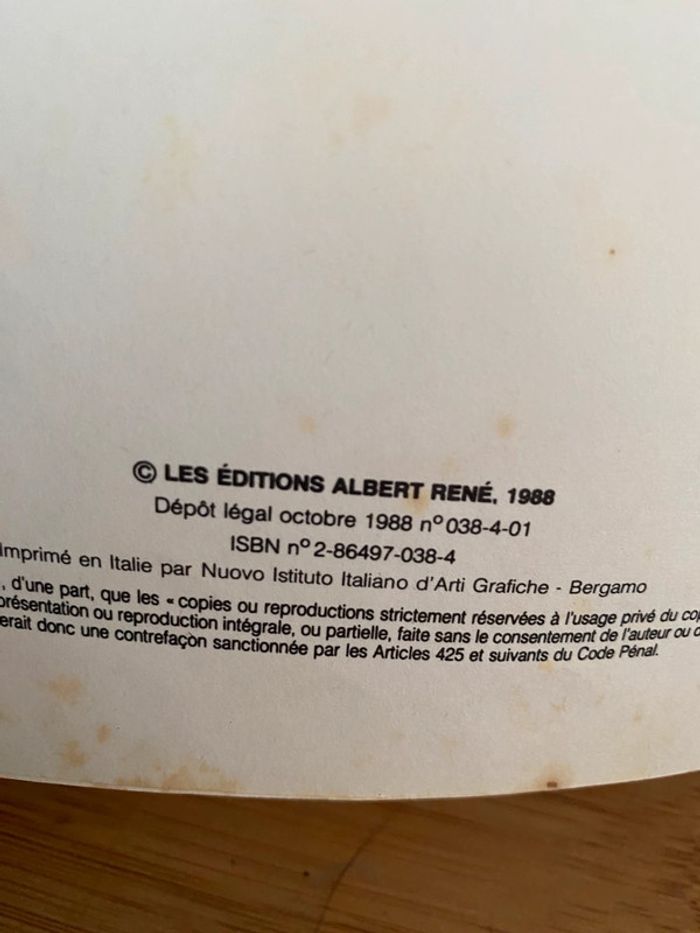 © LES ÉDITIONS ALBERT RENÉ, 1988
Dépôt légal octobre 1988 nº 038-4-01
ISBN nº 2-86497-038-4
Imprimé en Italie par Nuovo Istituto Italiano d'Arti Grafiche - Bergamo
, d'une part, que les « copies ou reproductions strictement réservées à l'usage privé du
présentation ou reproduction intégrale, ou partielle, faite sans le consentement de l'auteur ou
erait donc une contrefaçon sanctionnée par les Articles 425 et suivants du Code Pénal.